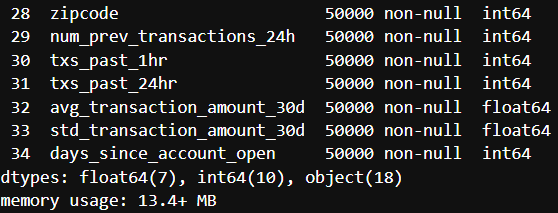 28 zipcode 50000 non-null int64
29 num_prev_transactions_24h 50000 non-null int64
30 txs_past_1hr 50000 non-null int64
31 txs_past_24hr 50000 non-null int64
32 avg_transaction_amount_30d 50000 non-null float64
33 std_transaction_amount_30d 50000 non-null float64
34 days_since_account_open 50000 non-null int64
dtypes: float64(7), int64(10), object(18)
memory usage: 13.4+ MB